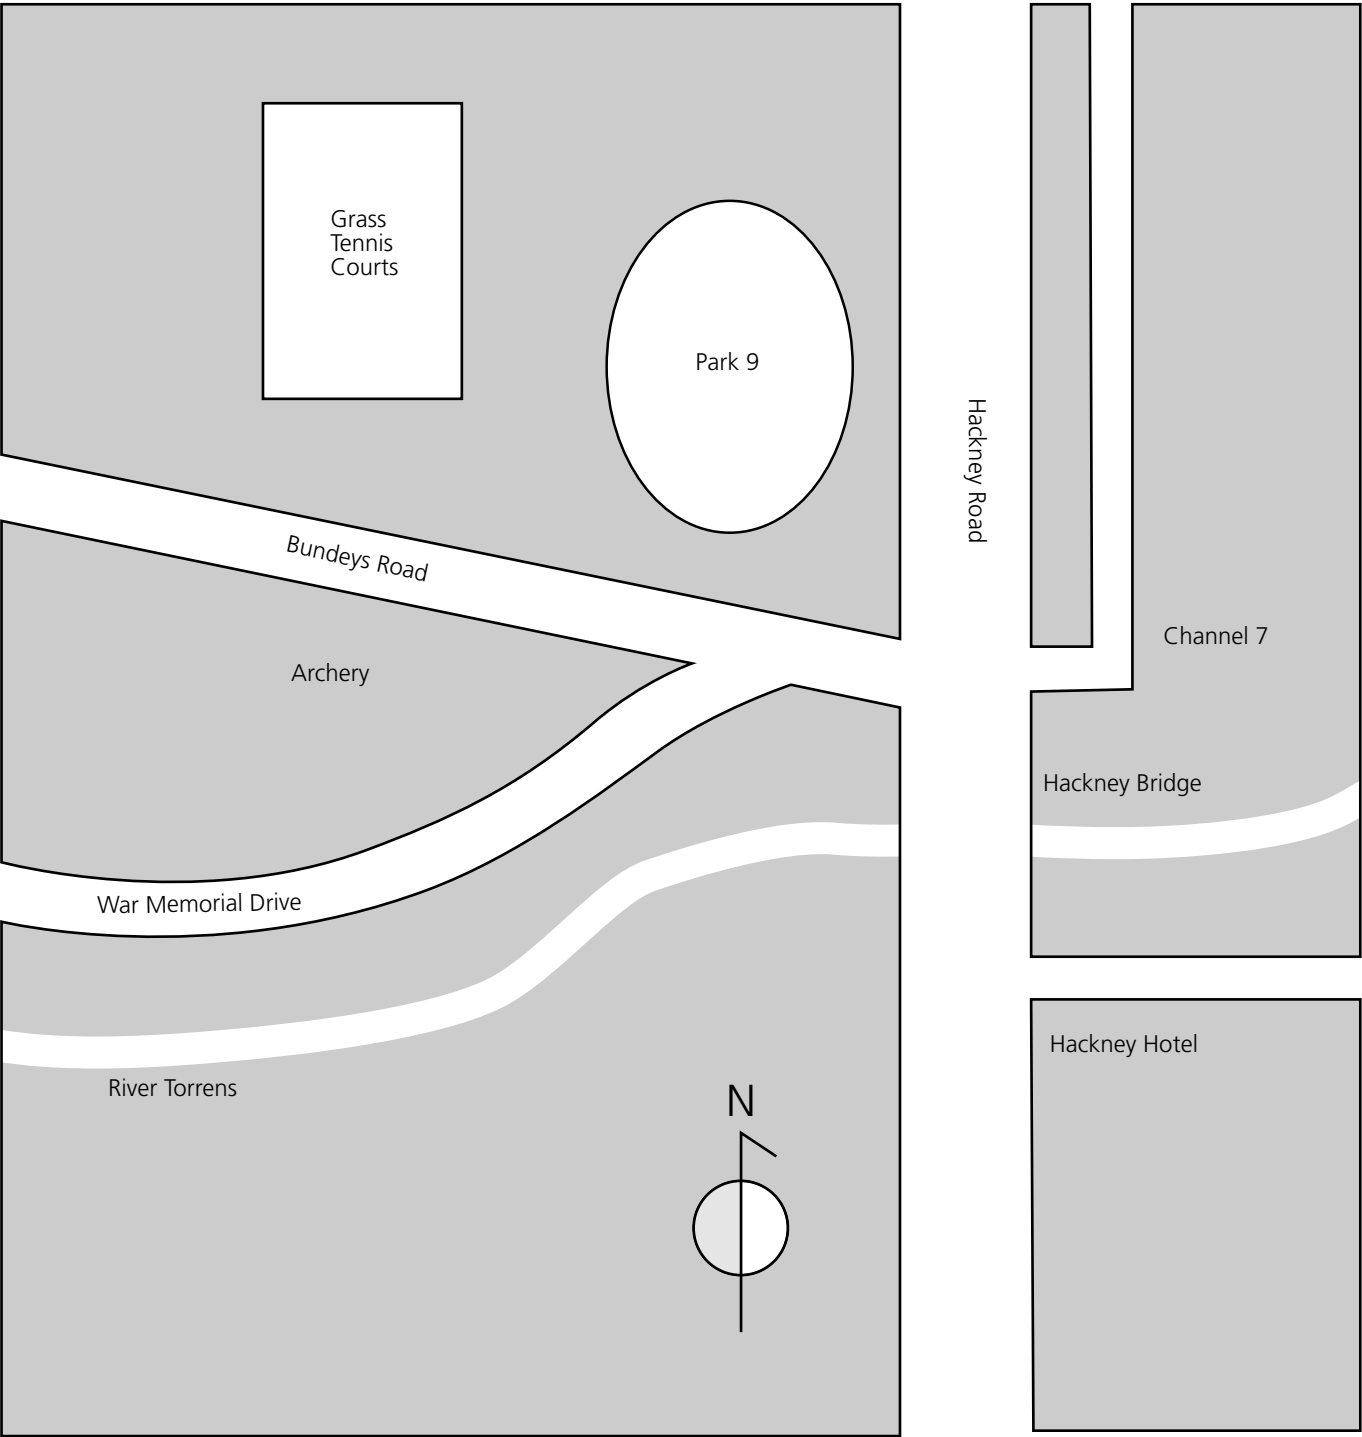 Grass
Tennis
Courts
Park 9
Hackney Road
Bundeys Road
Channel 7
Archery
Hackney Bridge
War Memorial Drive
Hackney Hotel
River Torrens
N